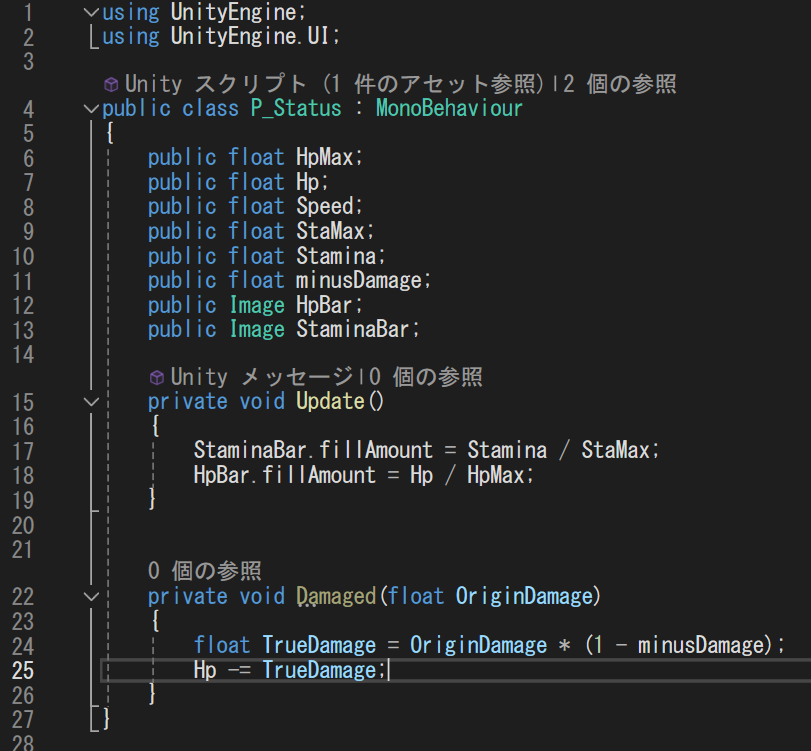 1 using UnityEngine;
2 using UnityEngine.UI;
3
Unity スクリプト (1 件のアセット参照)|2 個の参照
4 public class P_Status : MonoBehaviour
5 {
6 public float HpMax;
7 public float Hp;
8 public float Speed;
9 public float StaMax;
10 public float Stamina;
11 public float minusDamage;
12 public Image HpBar;
13 public Image StaminaBar;
14
Unity メッセージ|0 個の参照
15 private void Update()
16 {
17 StaminaBar.fillAmount = Stamina / StaMax;
18 HpBar.fillAmount = Hp / HpMax;
19 }
20
21
0 個の参照
22 private void Damaged(float OriginDamage)
23 {
24 float TrueDamage = OriginDamage * (1 - minusDamage);
25 Hp -= TrueDamage;
26 }
27 }
28